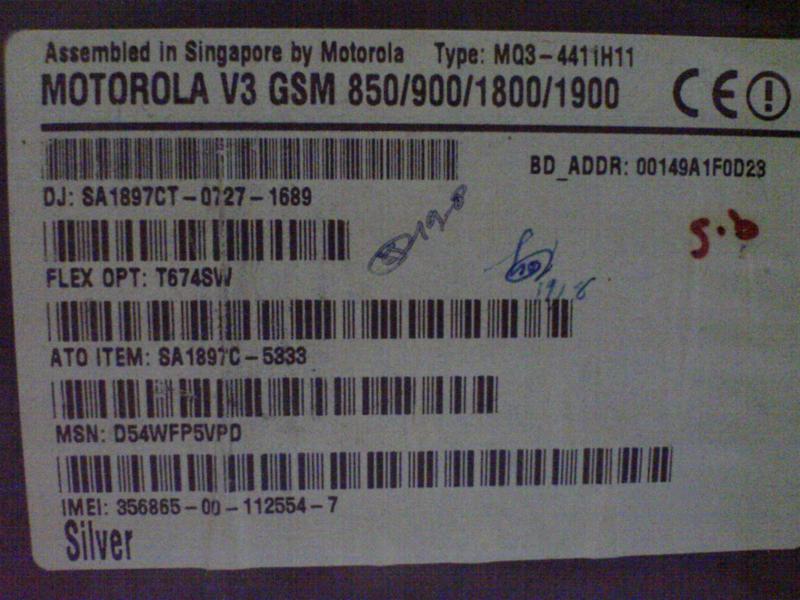 Assembled in Singapore by Motorola Type: MQ3-4411H11
MOTOROLA V3 GSM 850/900/1800/1900 CE
BD_ADDR: 00149A1F0D23
DJ: SA1897CT-0727-1689
FLEX OPT: T674SW
ATO ITEM: SA1897C-5333
MSN: D54WFP5VPD
IMEI: 356865-00-112554-7
Silver